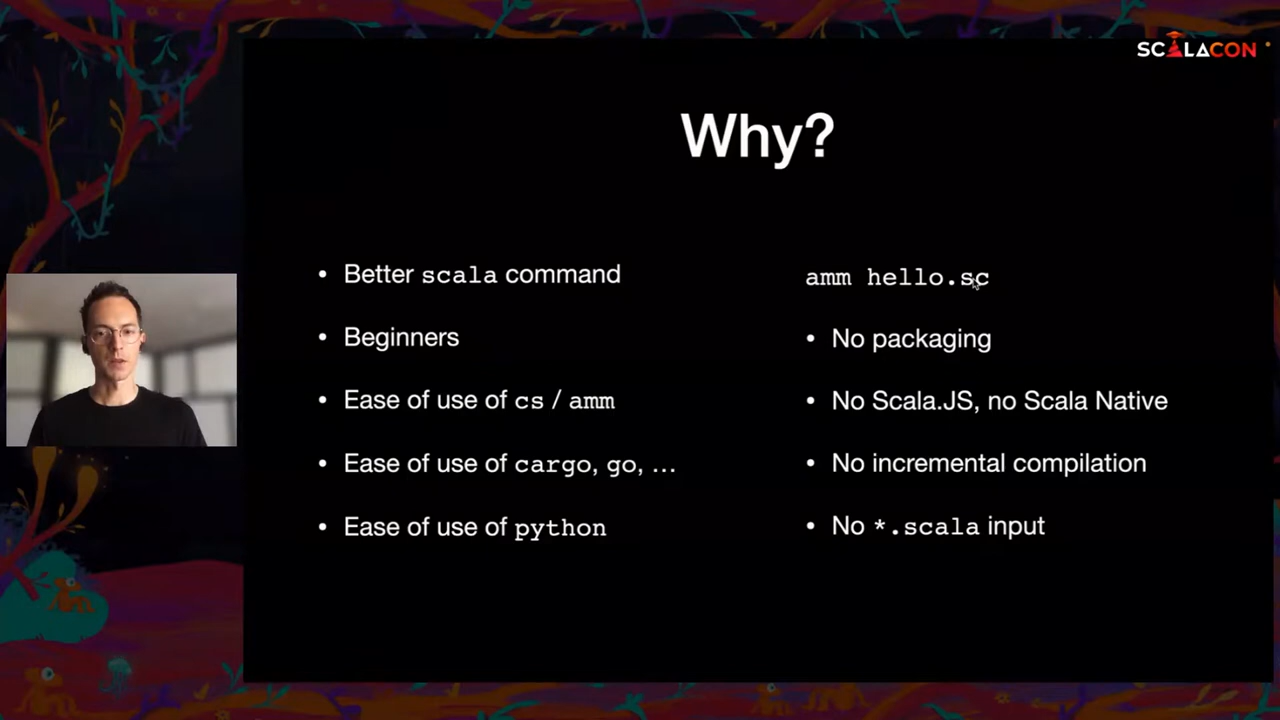 SCALACON
Why?
• Better scala command
• Beginners
• Ease of use of cs / amm
• Ease of use of cargo, go, …
• Ease of use of python
amm hello.sc
• No packaging
• No Scala.JS, no Scala Native
• No incremental compilation
• No *.scala input